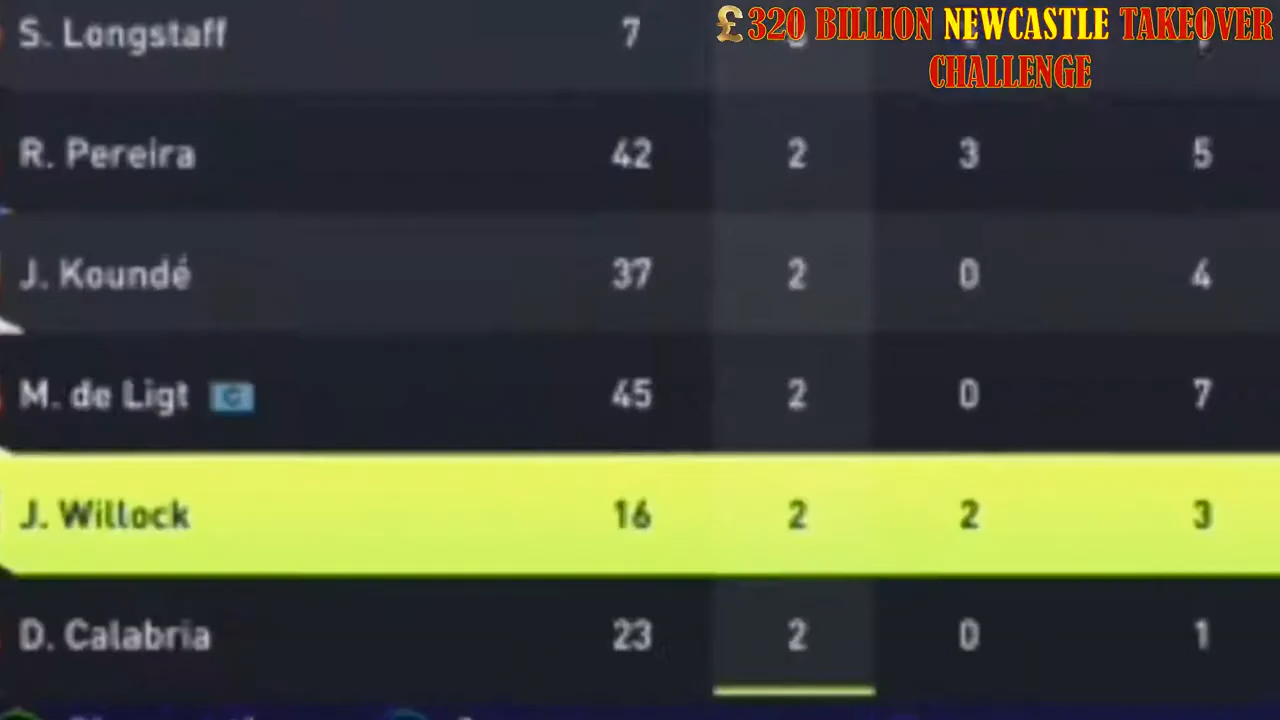 £320 BILLION NEWCASTLE TAKEOVER
CHALLENGE
S. Longstaff 7
R. Pereira 42 2 3 5
J. Koundé 37 2 0 4
M. de Ligt C 45 2 0 7
J. Willock 16 2 2 3
D. Calabria 23 2 0 1